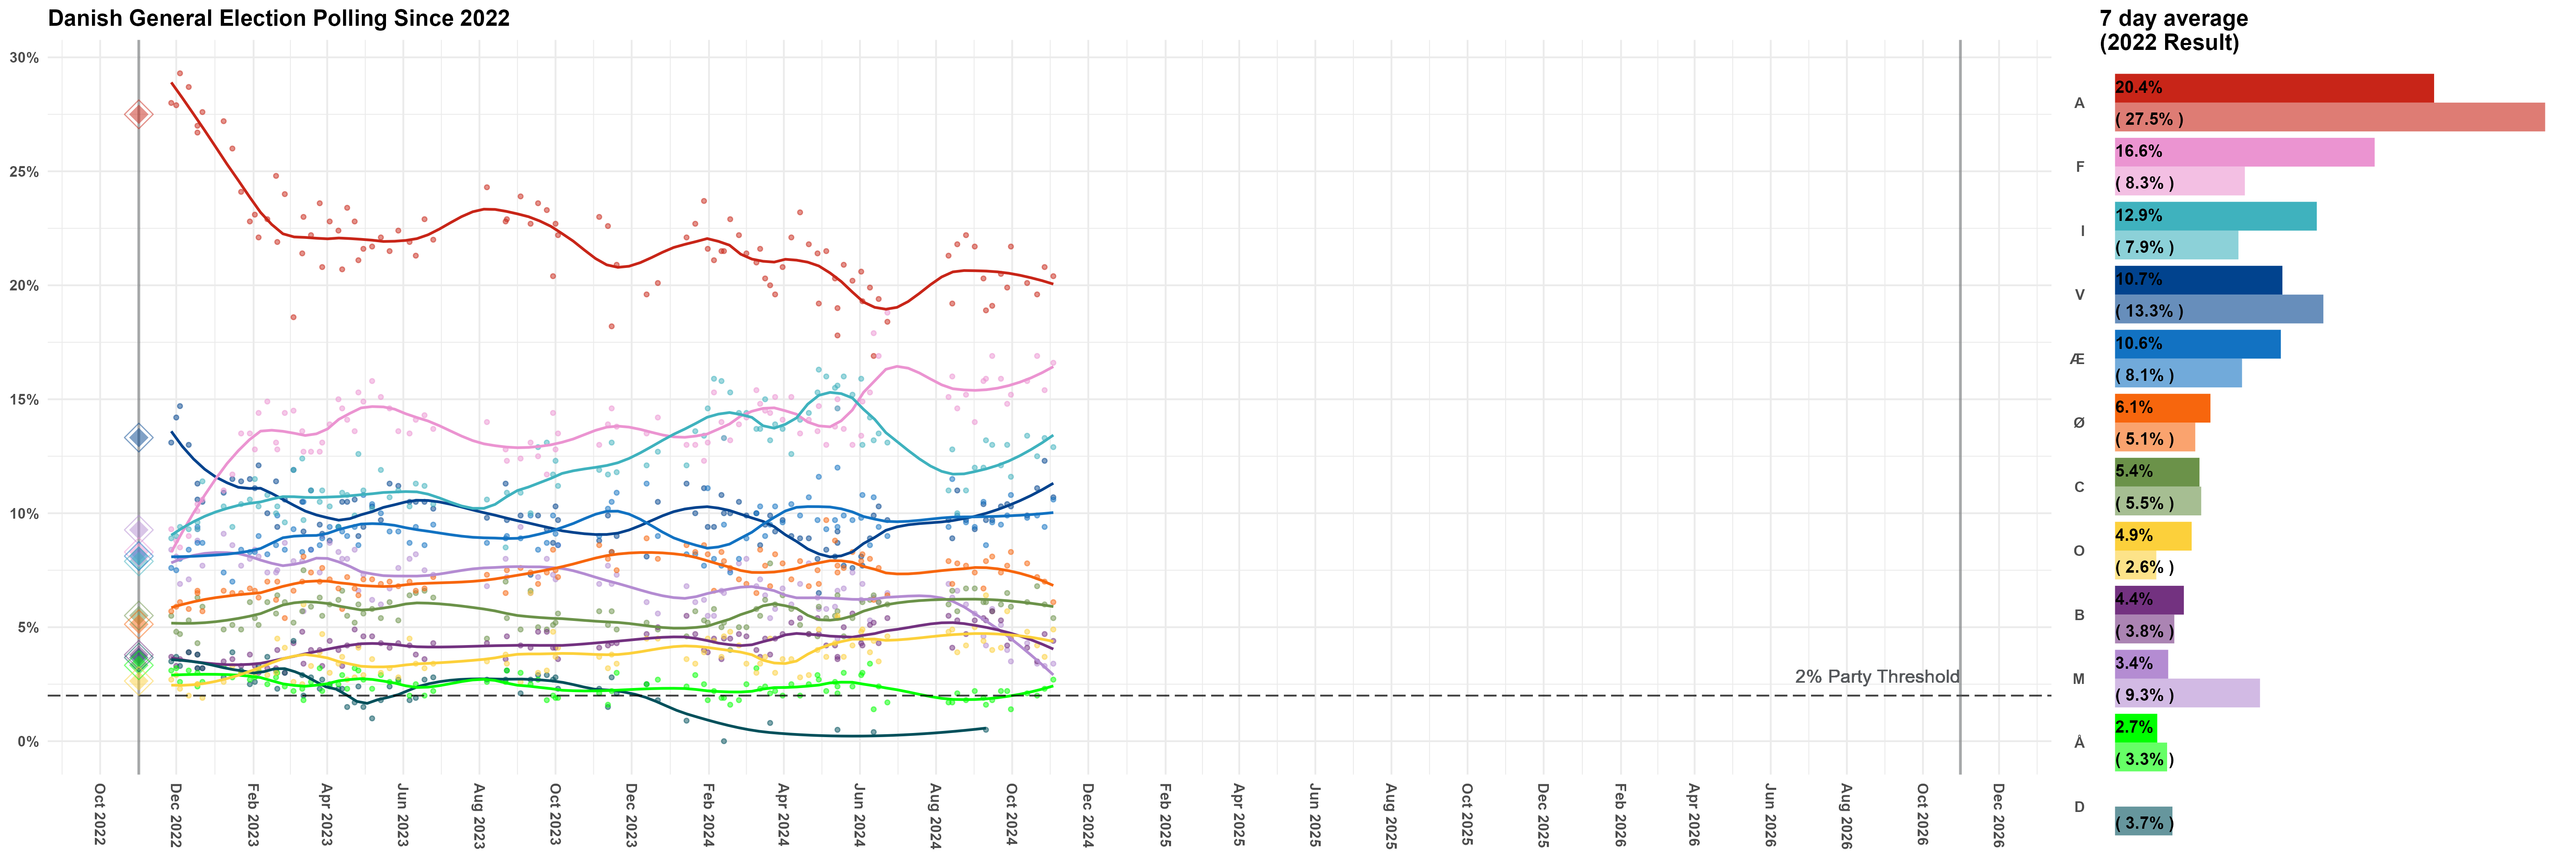 Danish General Election Polling Since 2022
30%
25%
20%
15%
10%
5%
0%
2% Party Threshold
Oct 2022
Dec 2022
Feb 2023
Apr 2023
Jun 2023
Aug 2023
Oct 2023
Dec 2023
Feb 2024
Apr 2024
Jun 2024
Aug 2024
Oct 2024
Dec 2024
Feb 2025
Apr 2025
Jun 2025
Aug 2025
Oct 2025
Dec 2025
Feb 2026
Apr 2026
Jun 2026
Aug 2026
Oct 2026
Dec 2026
7 day average
(2022 Result)
A
20.4%
( 27.5% )
F
16.6%
( 8.3% )
I
12.9%
( 7.9% )
V
10.7%
( 13.3% )
Æ
10.6%
( 8.1% )
Ø
6.1%
( 5.1% )
C
5.4%
( 5.5% )
O
4.9%
( 2.6% )
B
4.4%
( 3.8% )
M
3.4%
( 9.3% )
Å
2.7%
( 3.3% )
D
( 3.7% )